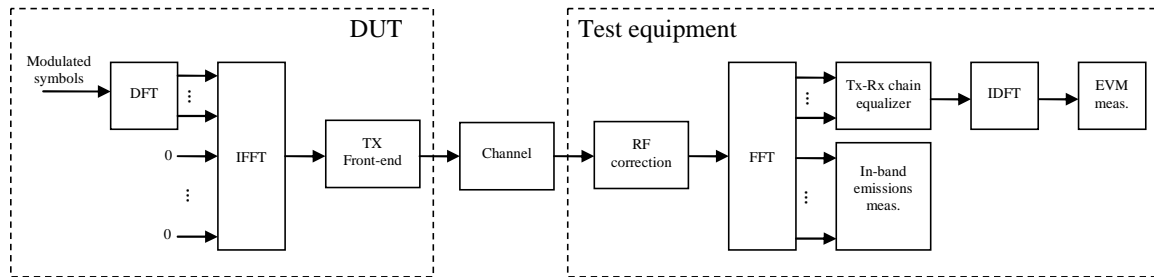 DUT
Test equipment
Modulated
symbols
DFT
...
0
...
0
IFFT
TX
Front-end
Channel
RF
correction
FFT
...
...
Tx-Rx chain
equalizer
IDFT
EVM
meas.
In-band
emissions
meas.